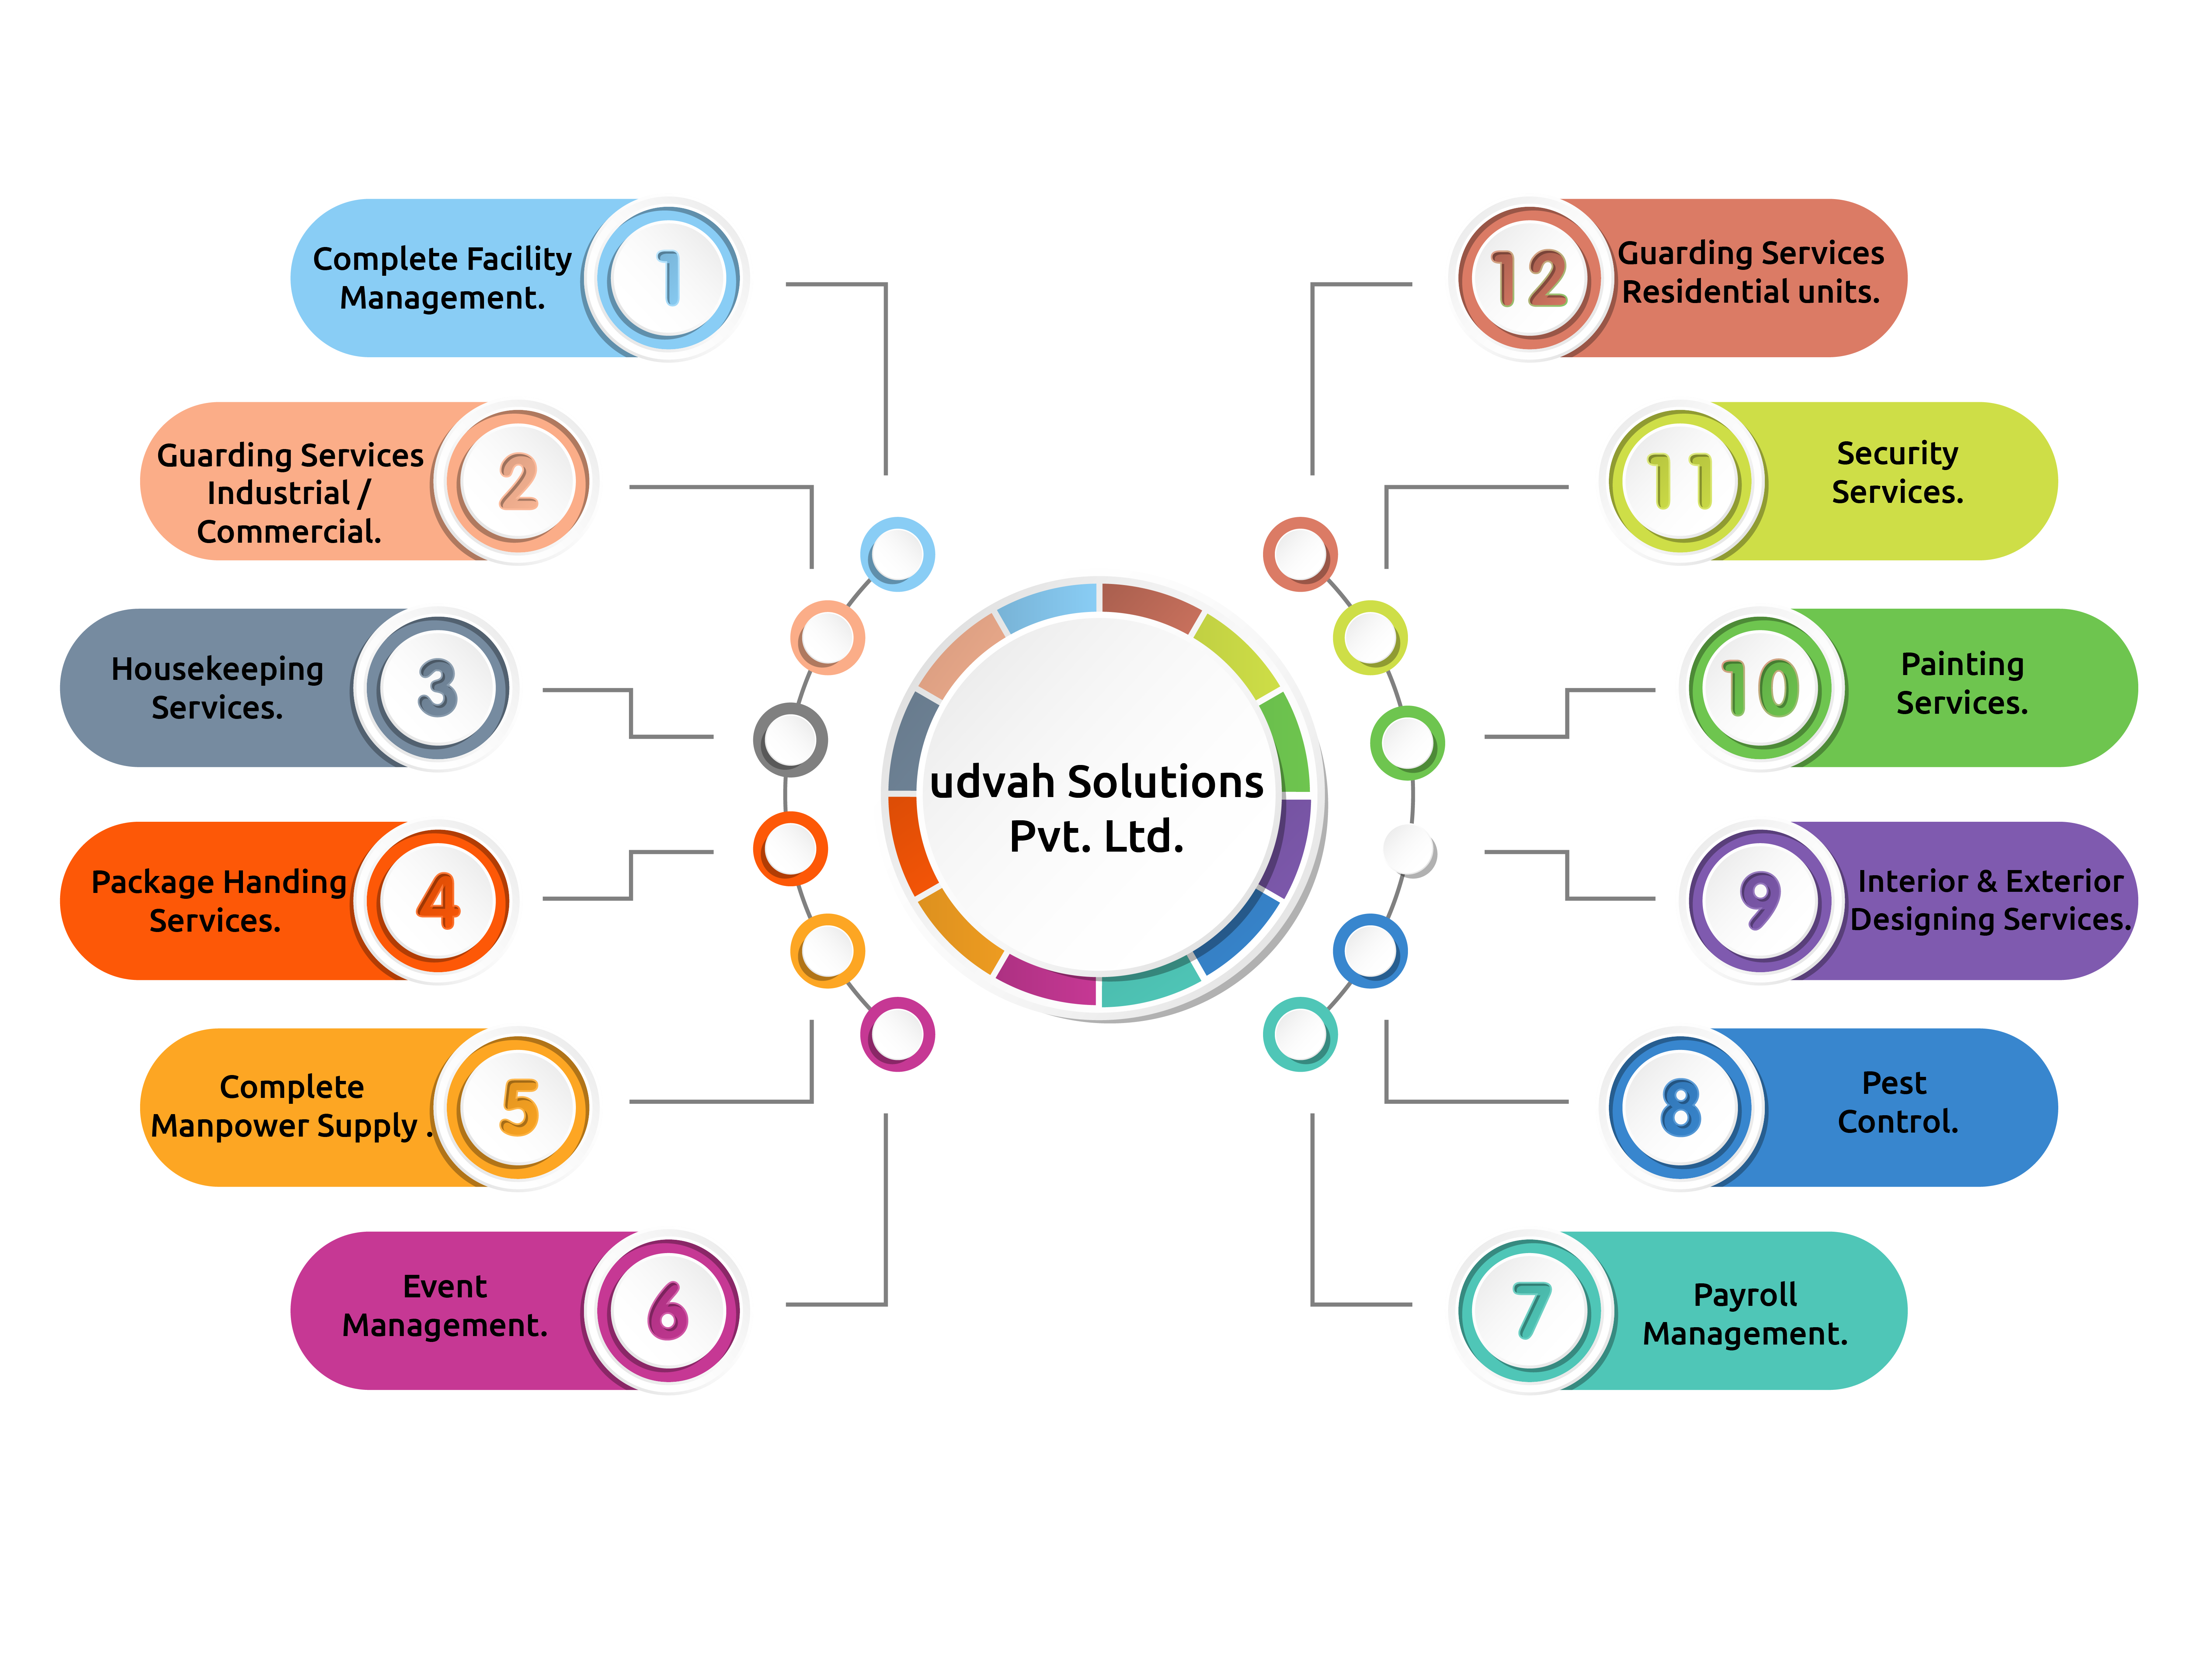 Complete Facility
Management.
1
Guarding Services
Industrial /
Commercial.
2
Housekeeping
Services.
3
Package Handing
Services.
4
Complete
Manpower Supply .
5
Event
Management.
6
udvah Solutions
Pvt. Ltd.
12
Guarding Services
Residential units.
11
Security
Services.
10
Painting
Services.
9
Interior & Exterior
Designing Services.
8
Pest
Control.
7
Payroll
Management.